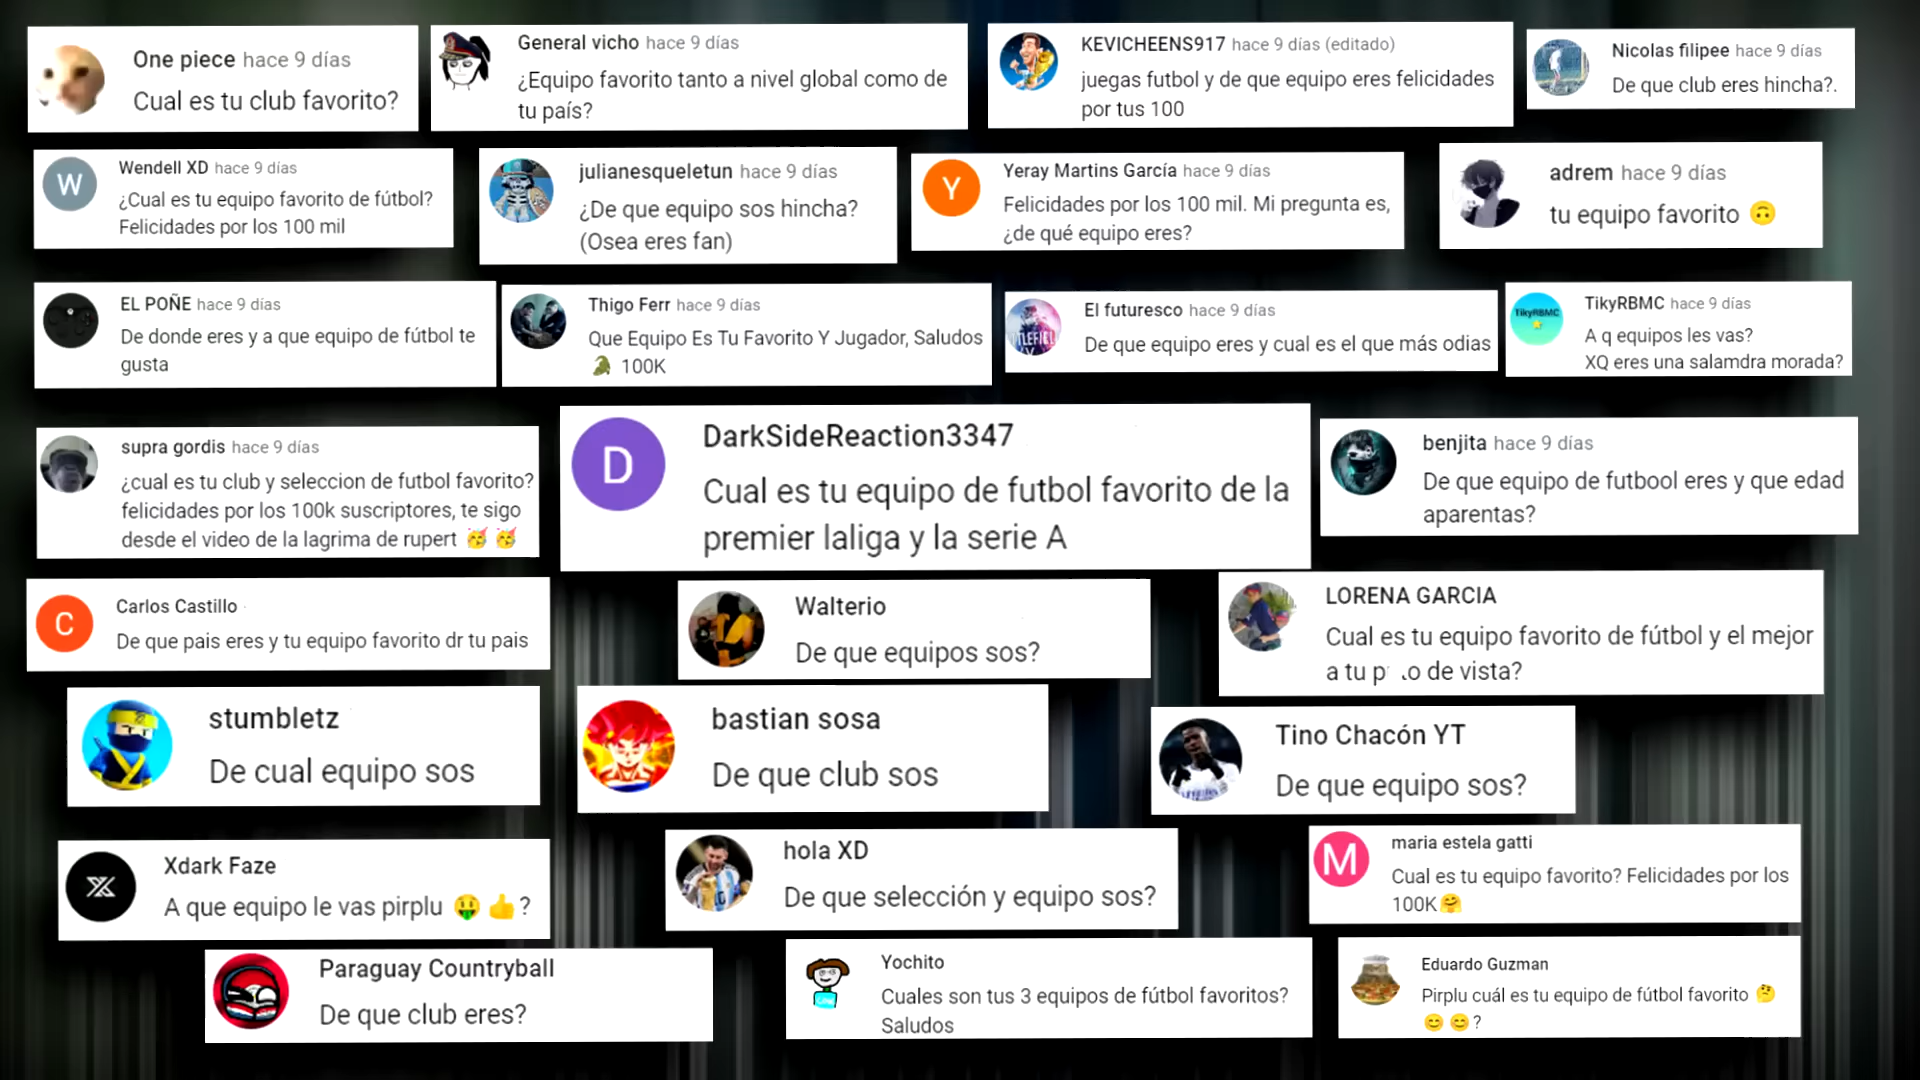 One piece hace 9 días
Cual es tu club favorito?
General vicho hace 9 días
¿Equipo favorito tanto a nivel global como de
tu país?
KEVICHEENS917 hace 9 días (editado)
juegas futbol y de que equipo eres felicidades
por tus 100
Nicolas filipee hace 9 días
De que club eres hincha?.
W
Wendell XD hace 9 días
¿Cual es tu equipo favorito de fútbol?
Felicidades por los 100 mil
julianesqueletun hace 9 días
¿De que equipo sos hincha?
(Osea eres fan)
Y
Yeray Martins García hace 9 días
Felicidades por los 100 mil. Mi pregunta es,
¿de qué equipo eres?
adrem hace 9 días
tu equipo favorito 🙃
EL POÑE hace 9 días
De donde eres y a que equipo de fútbol te
gusta
Thigo Ferr hace 9 días
Que Equipo Es Tu Favorito Y Jugador, Saludos
🐊 100K
El futuresco hace 9 días
De que equipo eres y cual es el que más odias
TikyRBMC
TikyRBMC hace 9 días
A q equipos les vas?
XQ eres una salamdra morada?
supra gordis hace 9 días
¿cual es tu club y seleccion de futbol favorito?
felicidades por los 100k suscriptores, te sigo
desde el video de la lagrima de rupert 🥳 🥳
D
DarkSideReaction3347
Cual es tu equipo de futbol favorito de la
premier laliga y la serie A
benjita hace 9 días
De que equipo de futbool eres y que edad
aparentas?
C
Carlos Castillo
De que pais eres y tu equipo favorito dr tu pais
Walterio
De que equipos sos?
LORENA GARCIA
Cual es tu equipo favorito de fútbol y el mejor
a tu p o de vista?
stumbletz
De cual equipo sos
bastian sosa
De que club sos
Tino Chacón YT
De que equipo sos?
Xdark Faze
A que equipo le vas pirplu 🤑 👍?
hola XD
De que selección y equipo sos?
M
maria estela gatti
Cual es tu equipo favorito? Felicidades por los
100K🤗
Paraguay Countryball
De que club eres?
Yochito
Cuales son tus 3 equipos de fútbol favoritos?
Saludos
Eduardo Guzman
Pirplu cuál es tu equipo de fútbol favorito 🤔
😊 😊 ?